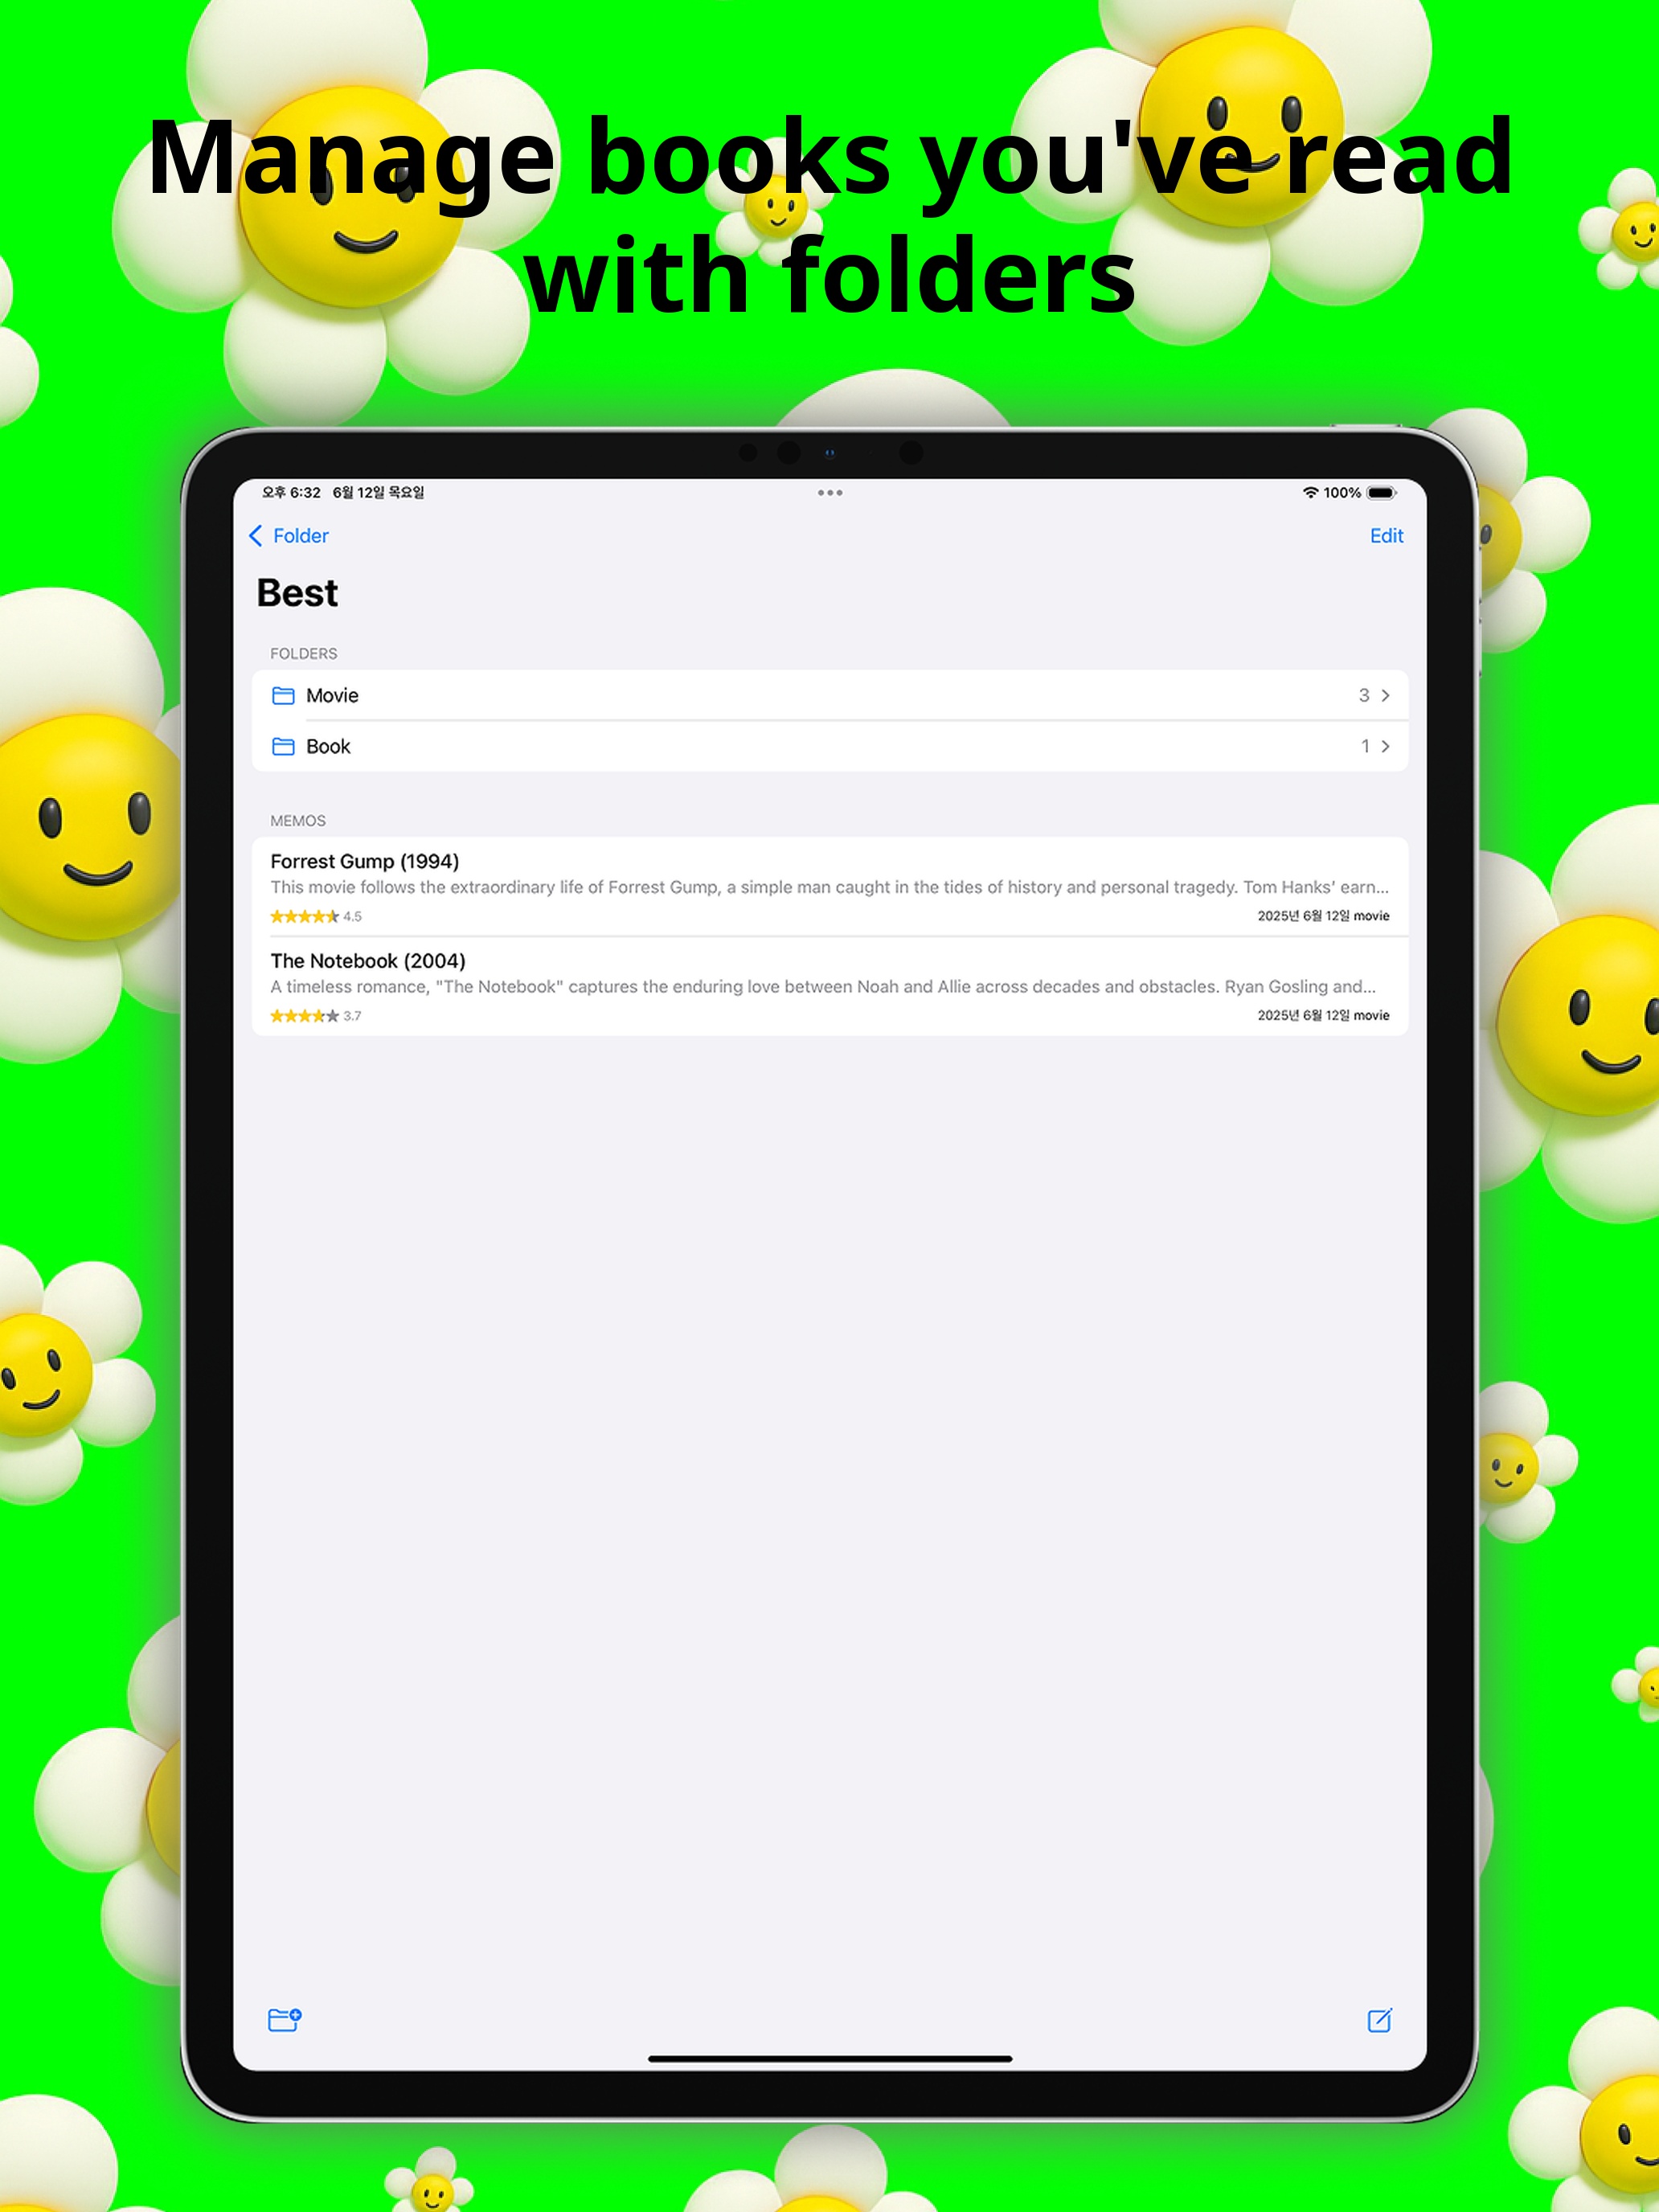 Manage books you've read
with folders
오후 6:32 6월 12일 목요일
100%
Folder
Edit
Best
FOLDERS
Movie 3
Book 1
MEMOS
Forrest Gump (1994)
This movie follows the extraordinary life of Forrest Gump, a simple man caught in the tides of history and personal tragedy. Tom Hanks' earn...
4.5 2025년 6월 12일 movie
The Notebook (2004)
A timeless romance, "The Notebook" captures the enduring love between Noah and Allie across decades and obstacles. Ryan Gosling and...
3.7 2025년 6월 12일 movie